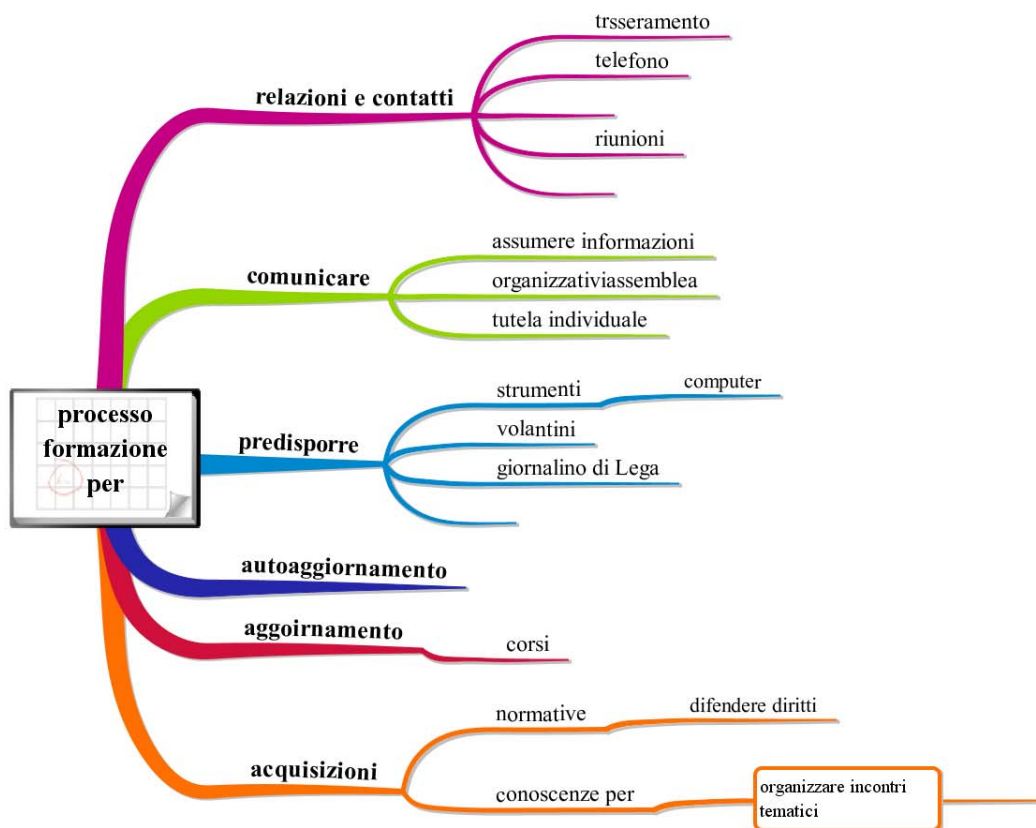 trsseramento
telefono
relazioni e contatti
riunioni
assumere informazioni
comunicare
organizzativiassemblea
tutela individuale
processo
formazione
per
strumenti
computer
volantini
predisporre
giornalino di Lega
autoaggiornamento
aggoirnamento
corsi
normative
difendere diritti
acquisizioni
conoscenze per
organizzare incontri
tematici